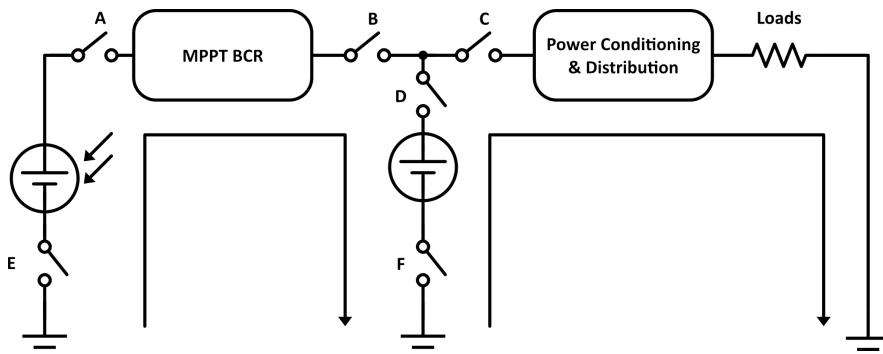 A
B
C
Loads
MPPT BCR
Power Conditioning
& Distribution
D
E
F